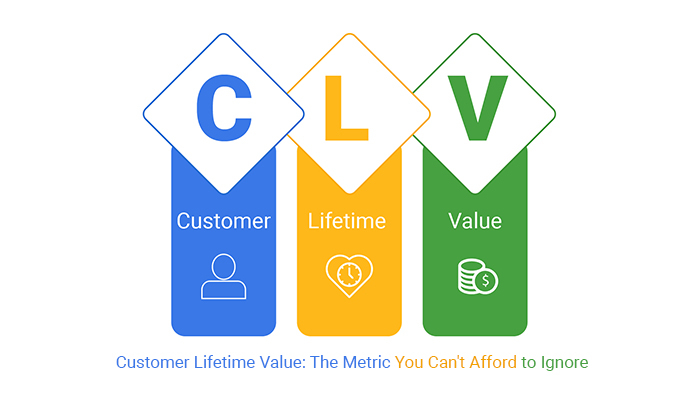 C L V
Customer Lifetime Value
$
Customer Lifetime Value: The Metric You Can't Afford to Ignore